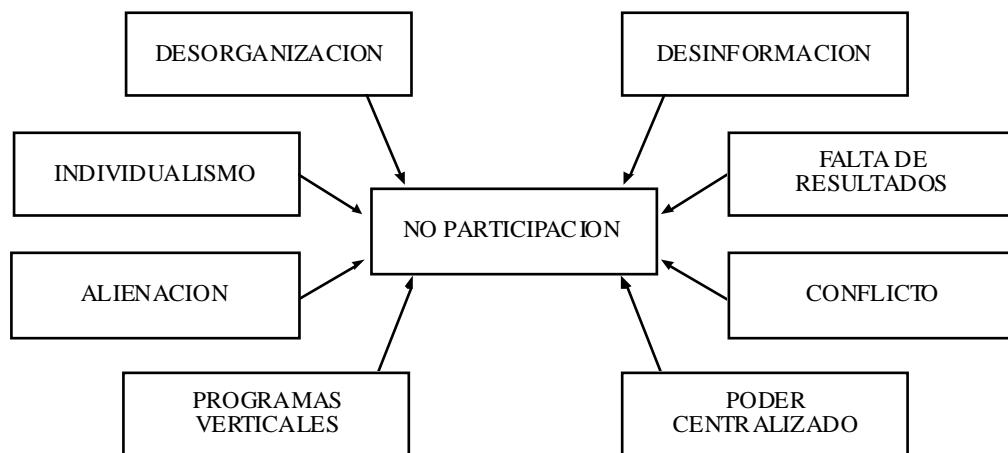 DESORGANIZACION
DESINFORMACION
INDIVIDUALISMO
FALTA DE
RESULTADOS
NO PARTICIPACION
ALIENACION
CONFLICTO
PROGRAMAS
VERTICALES
PODER
CENTRALIZADO